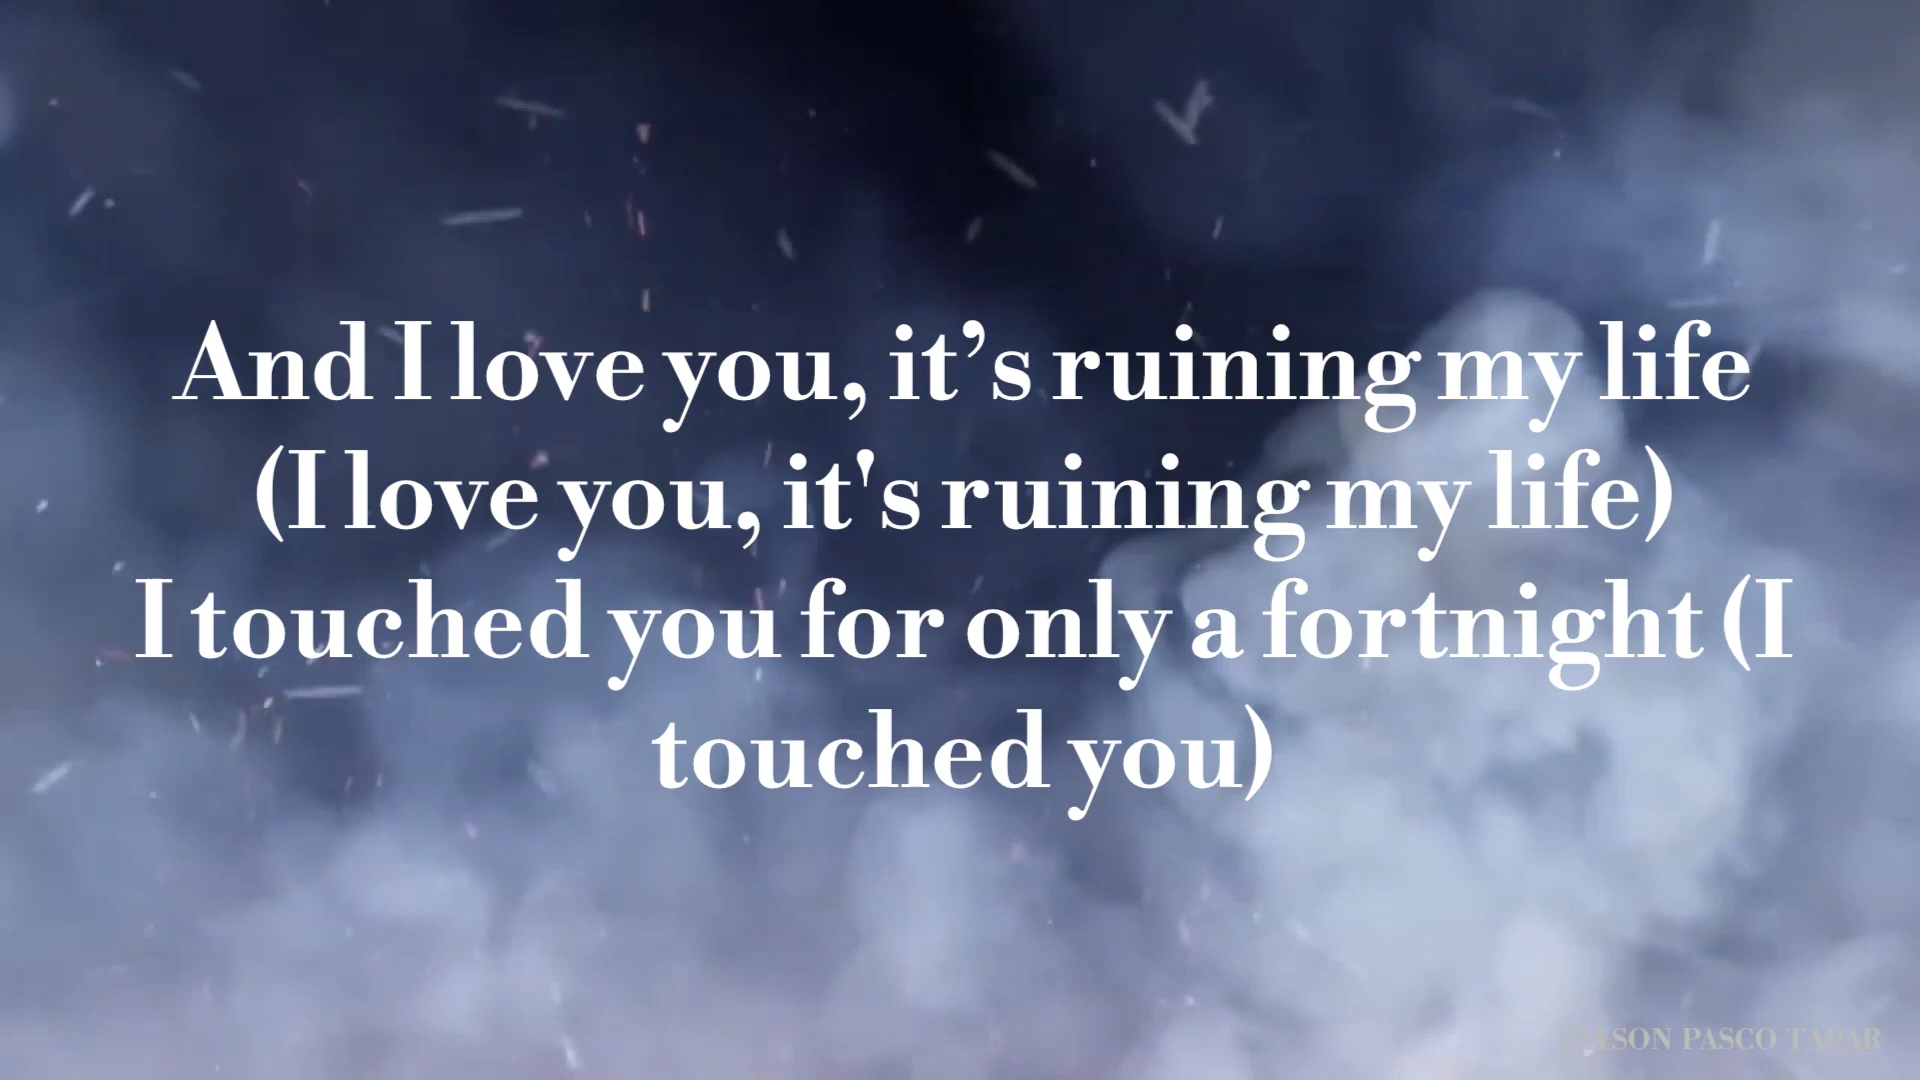 And I love you, it’s ruining my life
(I love you, it's ruining my life)
I touched you for only a fortnight (I
touched you)
PASCO